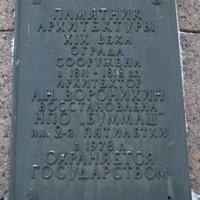 ПАМЯТНИК
АРХИТЕКТУРЫ
XIX ВЕКА
ОГРАДА
СООРУЖЕНА
в 1811 - 1812 гг.
АРХИТЕКТОР
А.Н. ВОРОНИХИН
ВОССТАНОВЛЕНА
НПО "БУММАШ"
им. 2-я ПЯТИЛЕТКИ
в 1978 г.
ОХРАНЯЕТСЯ
ГОСУДАРСТВОМ